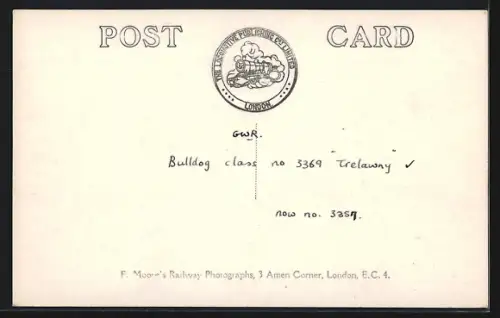 POST CARD
THE LOCOMOTIVE PUBLISHING CO LIMITED
LONDON
GWR.
Bulldog class no 3369 "Trelawny" ✓
now no. 3357.
F. Moore's Railway Photographs, 3 Amen Corner, London, E.C. 4.